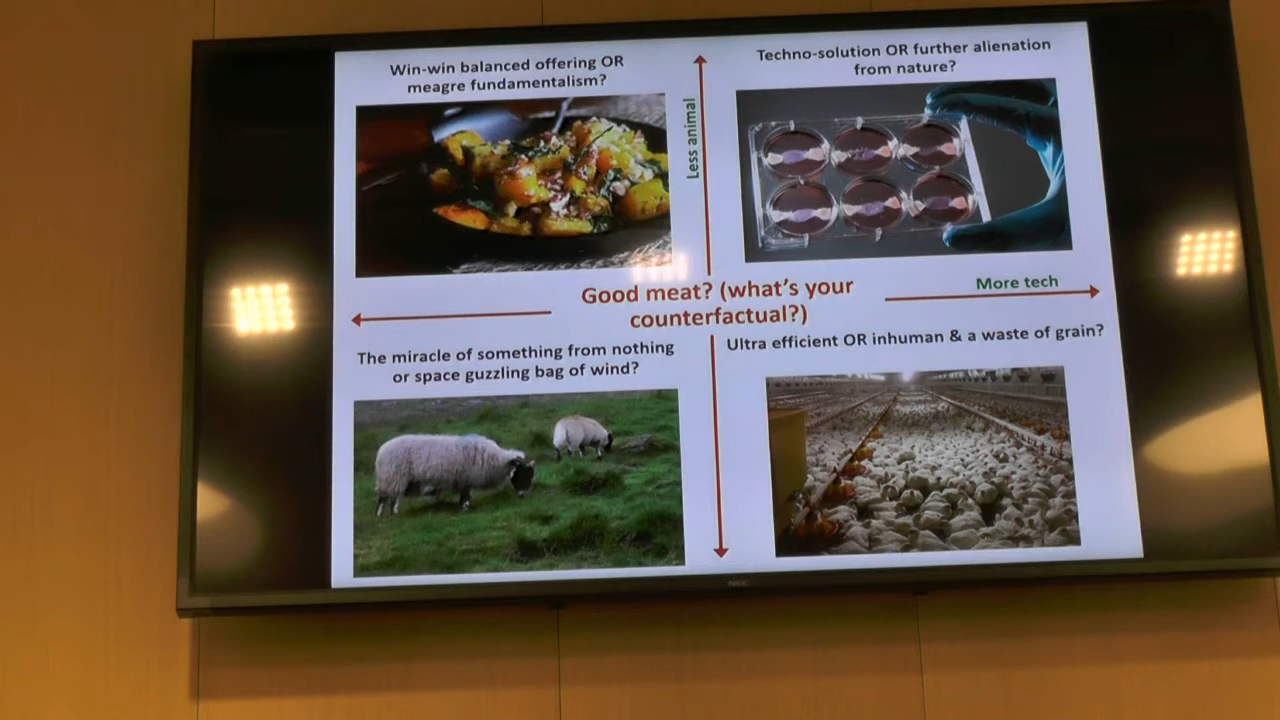 Win-win balanced offering OR
meagre fundamentalism?
Techno-solution OR further alienation
from nature?
Less animal
Good meat? (what's your
counterfactual?)
More tech
The miracle of something from nothing
or space guzzling bag of wind?
Ultra efficient OR inhuman & a waste of grain?
NEC